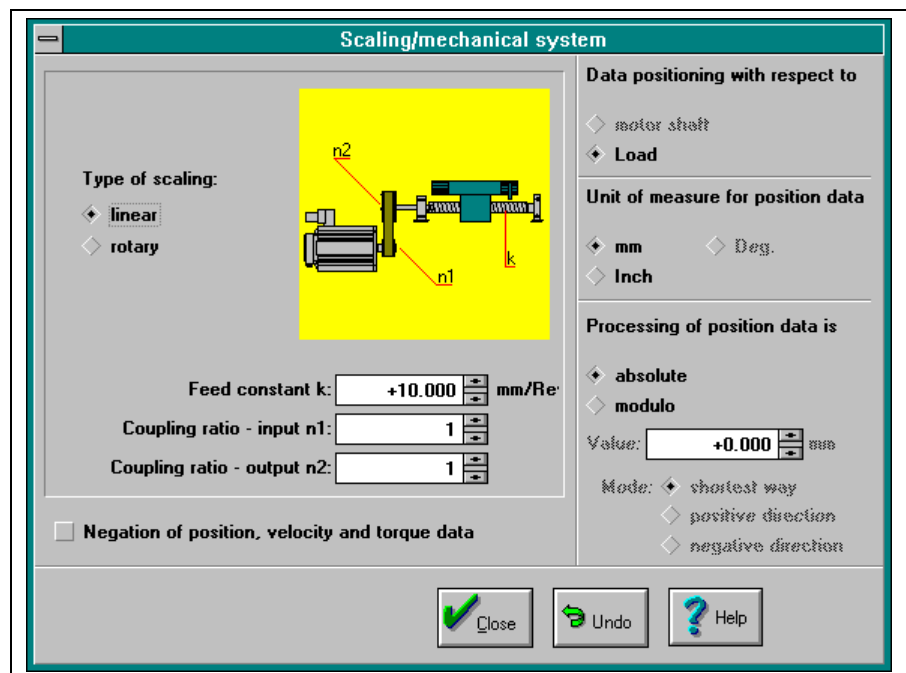 Scaling/mechanical system
Type of scaling:
linear
rotary
n2
n1
k
Feed constant k: +10.000 mm/Re
Coupling ratio - input n1: 1
Coupling ratio - output n2: 1
Negation of position, velocity and torque data
Data positioning with respect to
motor shaft
Load
Unit of measure for position data
mm Deg.
Inch
Processing of position data is
absolute
modulo
Value: +0.000 mm
Mode: shortest way
positive direction
negative direction
Close Undo Help